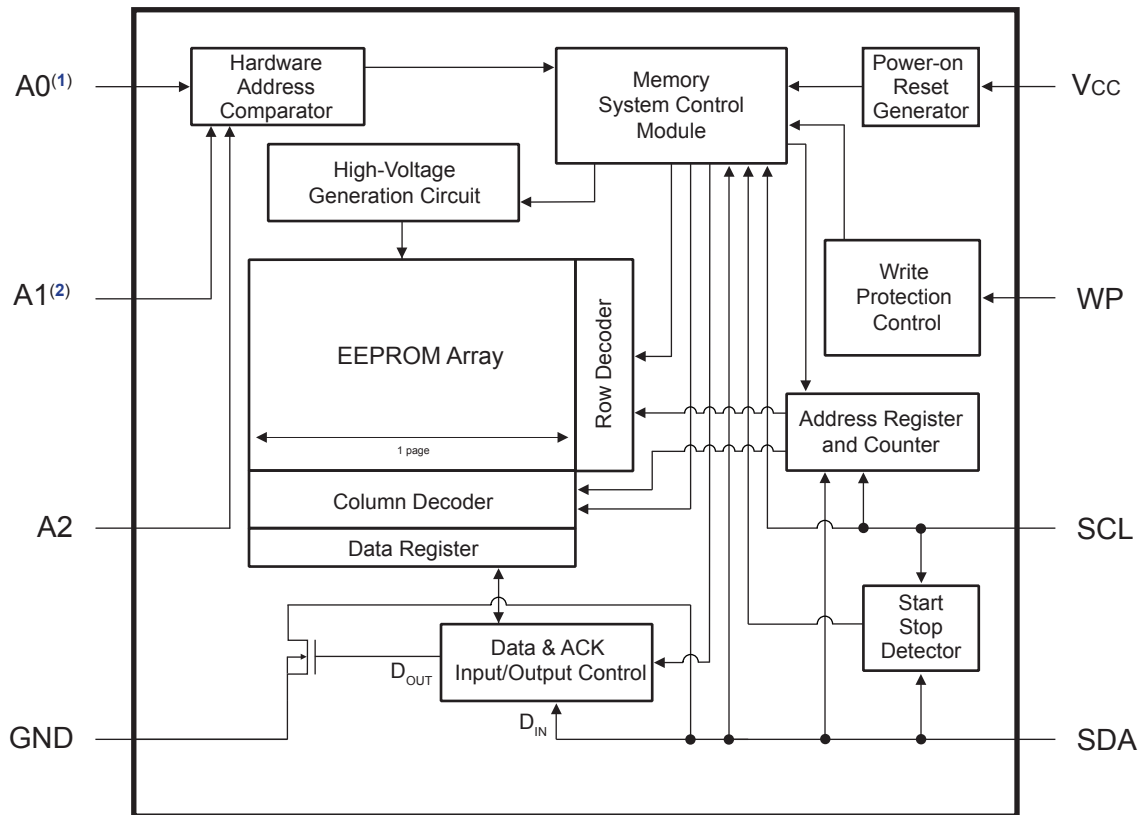 A0(1)
Hardware
Address
Comparator
Memory
System Control
Module
Power-on
Reset
Generator
VCC
High-Voltage
Generation Circuit
A1(2)
Write
Protection
Control
WP
EEPROM Array
Row Decoder
1 page
Address Register
and Counter
Column Decoder
A2
SCL
Data Register
Start
Stop
Detector
Data & ACK
Input/Output Control
DOUT
DIN
GND
SDA